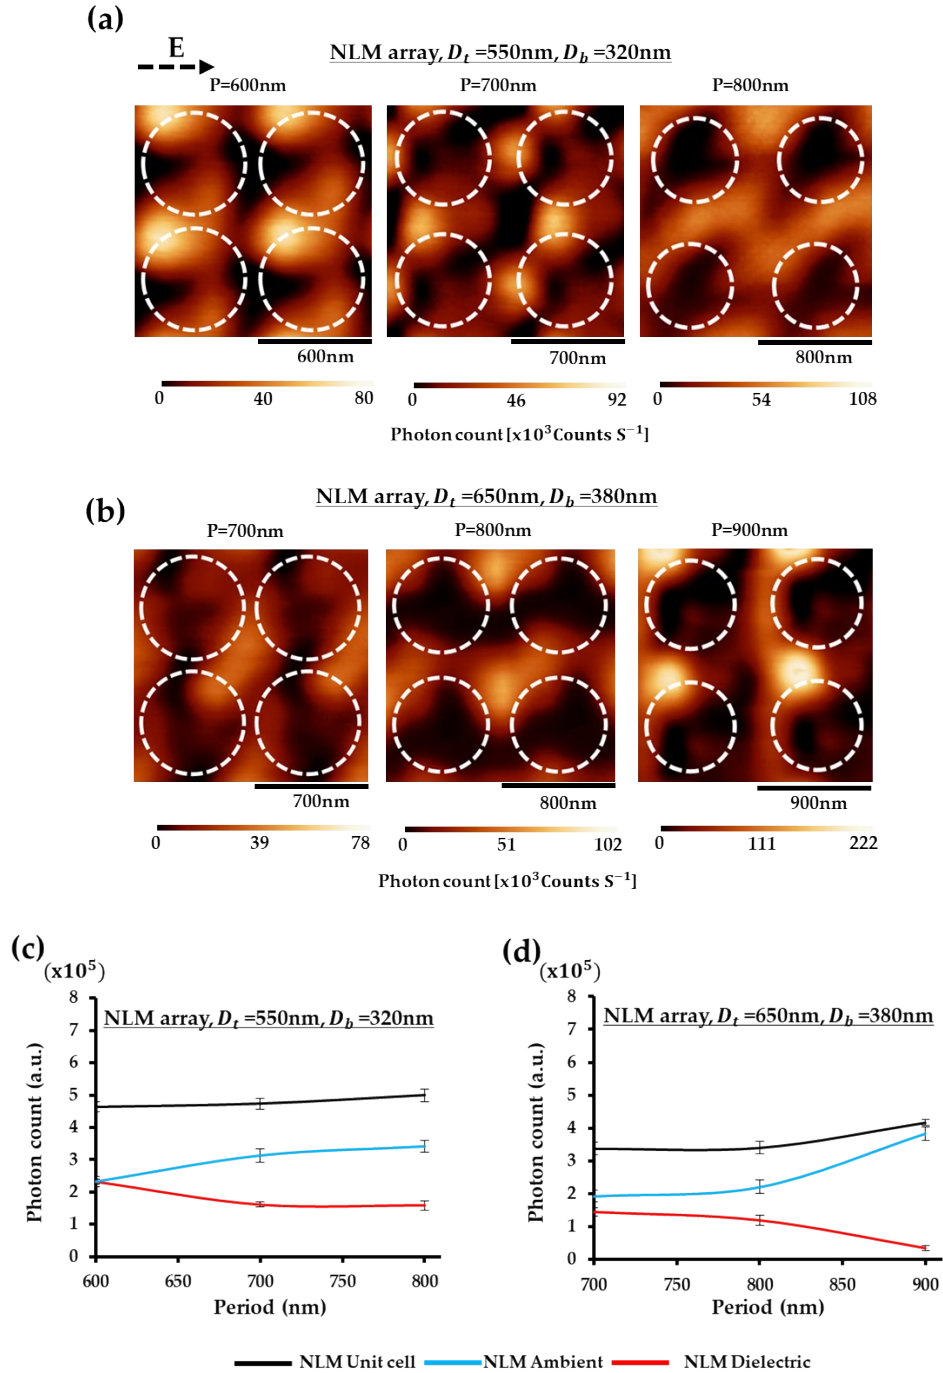 (a)
E
NLM array, Dt =550nm, Db =320nm
P=600nm P=700nm P=800nm
600nm 700nm 800nm
0 40 80 0 46 92 0 54 108
Photon count [x10³Counts S⁻¹]
(b)
NLM array, Dt =650nm, Db =380nm
P=700nm P=800nm P=900nm
700nm 800nm 900nm
0 39 78 0 51 102 0 111 222
Photon count [x10³Counts S⁻¹]
(c)
(x10⁵)
NLM array, Dt =550nm, Db =320nm
8
7
6
5
4
3
2
1
0
Photon count (a.u.)
600 650 700 750 800
Period (nm)
(d)
(x10⁵)
NLM array, Dt =650nm, Db =380nm
8
7
6
5
4
3
2
1
0
Photon count (a.u.)
700 750 800 850 900
Period (nm)
NLM Unit cell NLM Ambient NLM Dielectric